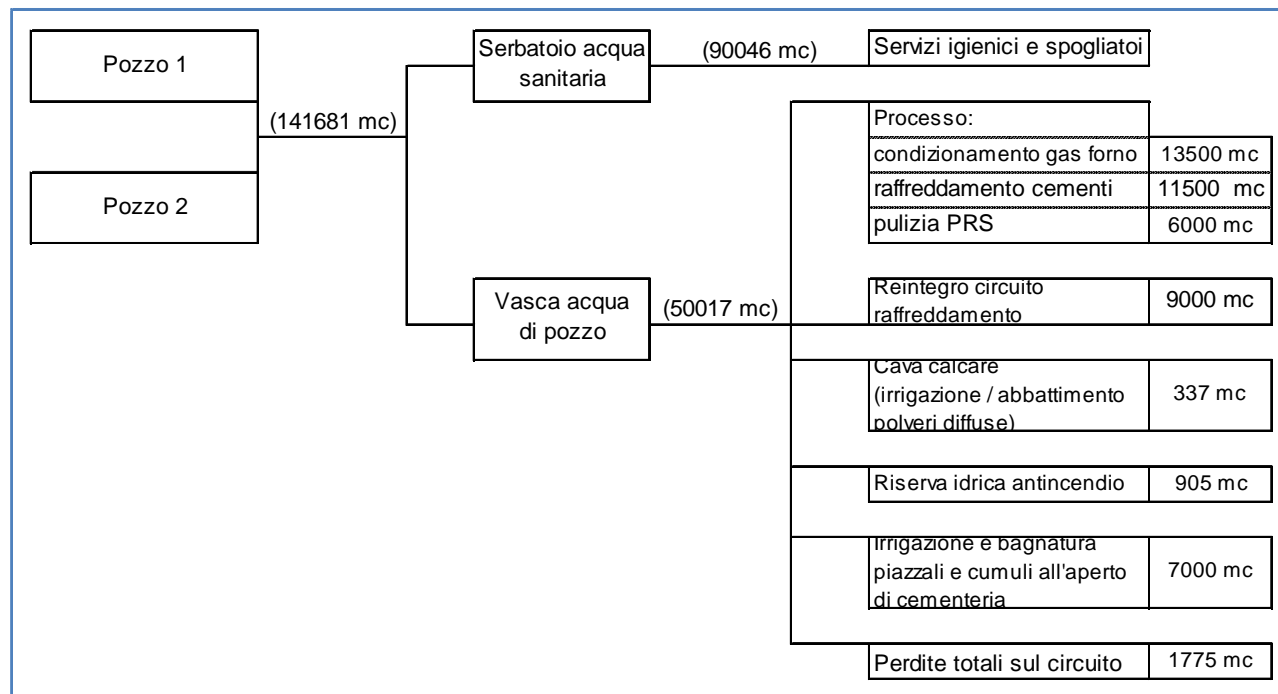 Pozzo 1
Pozzo 2
(141681 mc)
Serbatoio acqua
sanitaria
(90046 mc)
Servizi igienici e spogliatoi
Vasca acqua
di pozzo
(50017 mc)
Processo:
condizionamento gas forno 13500 mc
raffreddamento cementi 11500 mc
pulizia PRS 6000 mc
Reintegro circuito
raffreddamento
9000 mc
Cava calcare
(irrigazione / abbattimento
polveri diffuse)
337 mc
Riserva idrica antincendio 905 mc
Irrigazione e bagnatura
piazzali e cumuli all'aperto
di cementeria
7000 mc
Perdite totali sul circuito 1775 mc